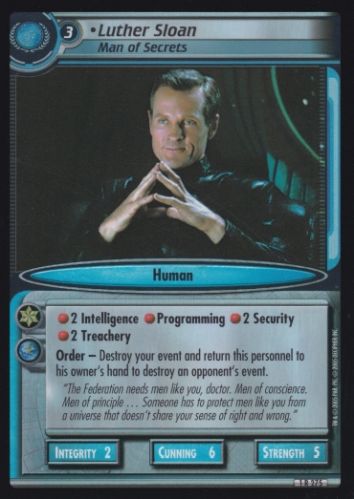 3
•Luther Sloan
Man of Secrets
Human
2 Intelligence Programming 2 Security
2 Treachery
Order – Destroy your event and return this personnel
to his owner's hand to destroy an opponent's event.
"The Federation needs men like you, doctor. Men of conscience.
Men of principle ... Someone has to protect men like you from
a universe that doesn't share your sense of right and wrong."
INTEGRITY 2 CUNNING 6 STRENGTH 5